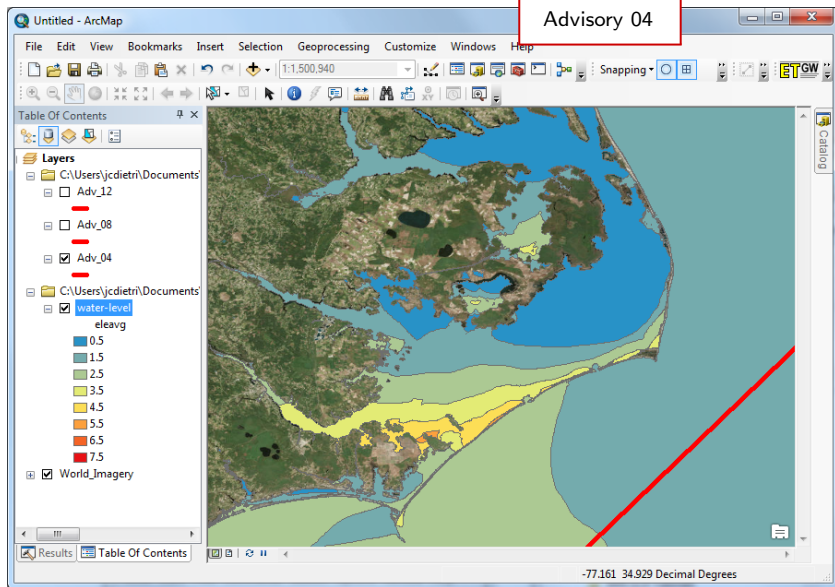 Untitled - ArcMap
Advisory 04
File Edit View Bookmarks Insert Selection Geoprocessing Customize Windows Help
1:1,500,940
Snapping
ET GW
Table Of Contents
Layers
C:\Users\jcdietri\Documents'
Adv_12
Adv_08
Adv_04
C:\Users\jcdietri\Documents'
water-level
eleavg
0.5
1.5
2.5
3.5
4.5
5.5
6.5
7.5
World_Imagery
Catalog
Results Table Of Contents
-77.161 34.929 Decimal Degrees